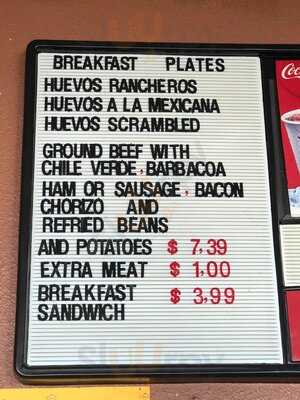 BREAKFAST PLATES
HUEVOS RANCHEROS
HUEVOS A LA MEXICANA
HUEVOS SCRAMBLED
GROUND BEEF WITH
CHILE VERDE, BARBACOA
HAM OR SAUSAGE, BACON
CHORIZO AND
REFRIED BEANS
AND POTATOES $ 7,39
EXTRA MEAT $ 1,00
BREAKFAST $ 3,99
SANDWICH